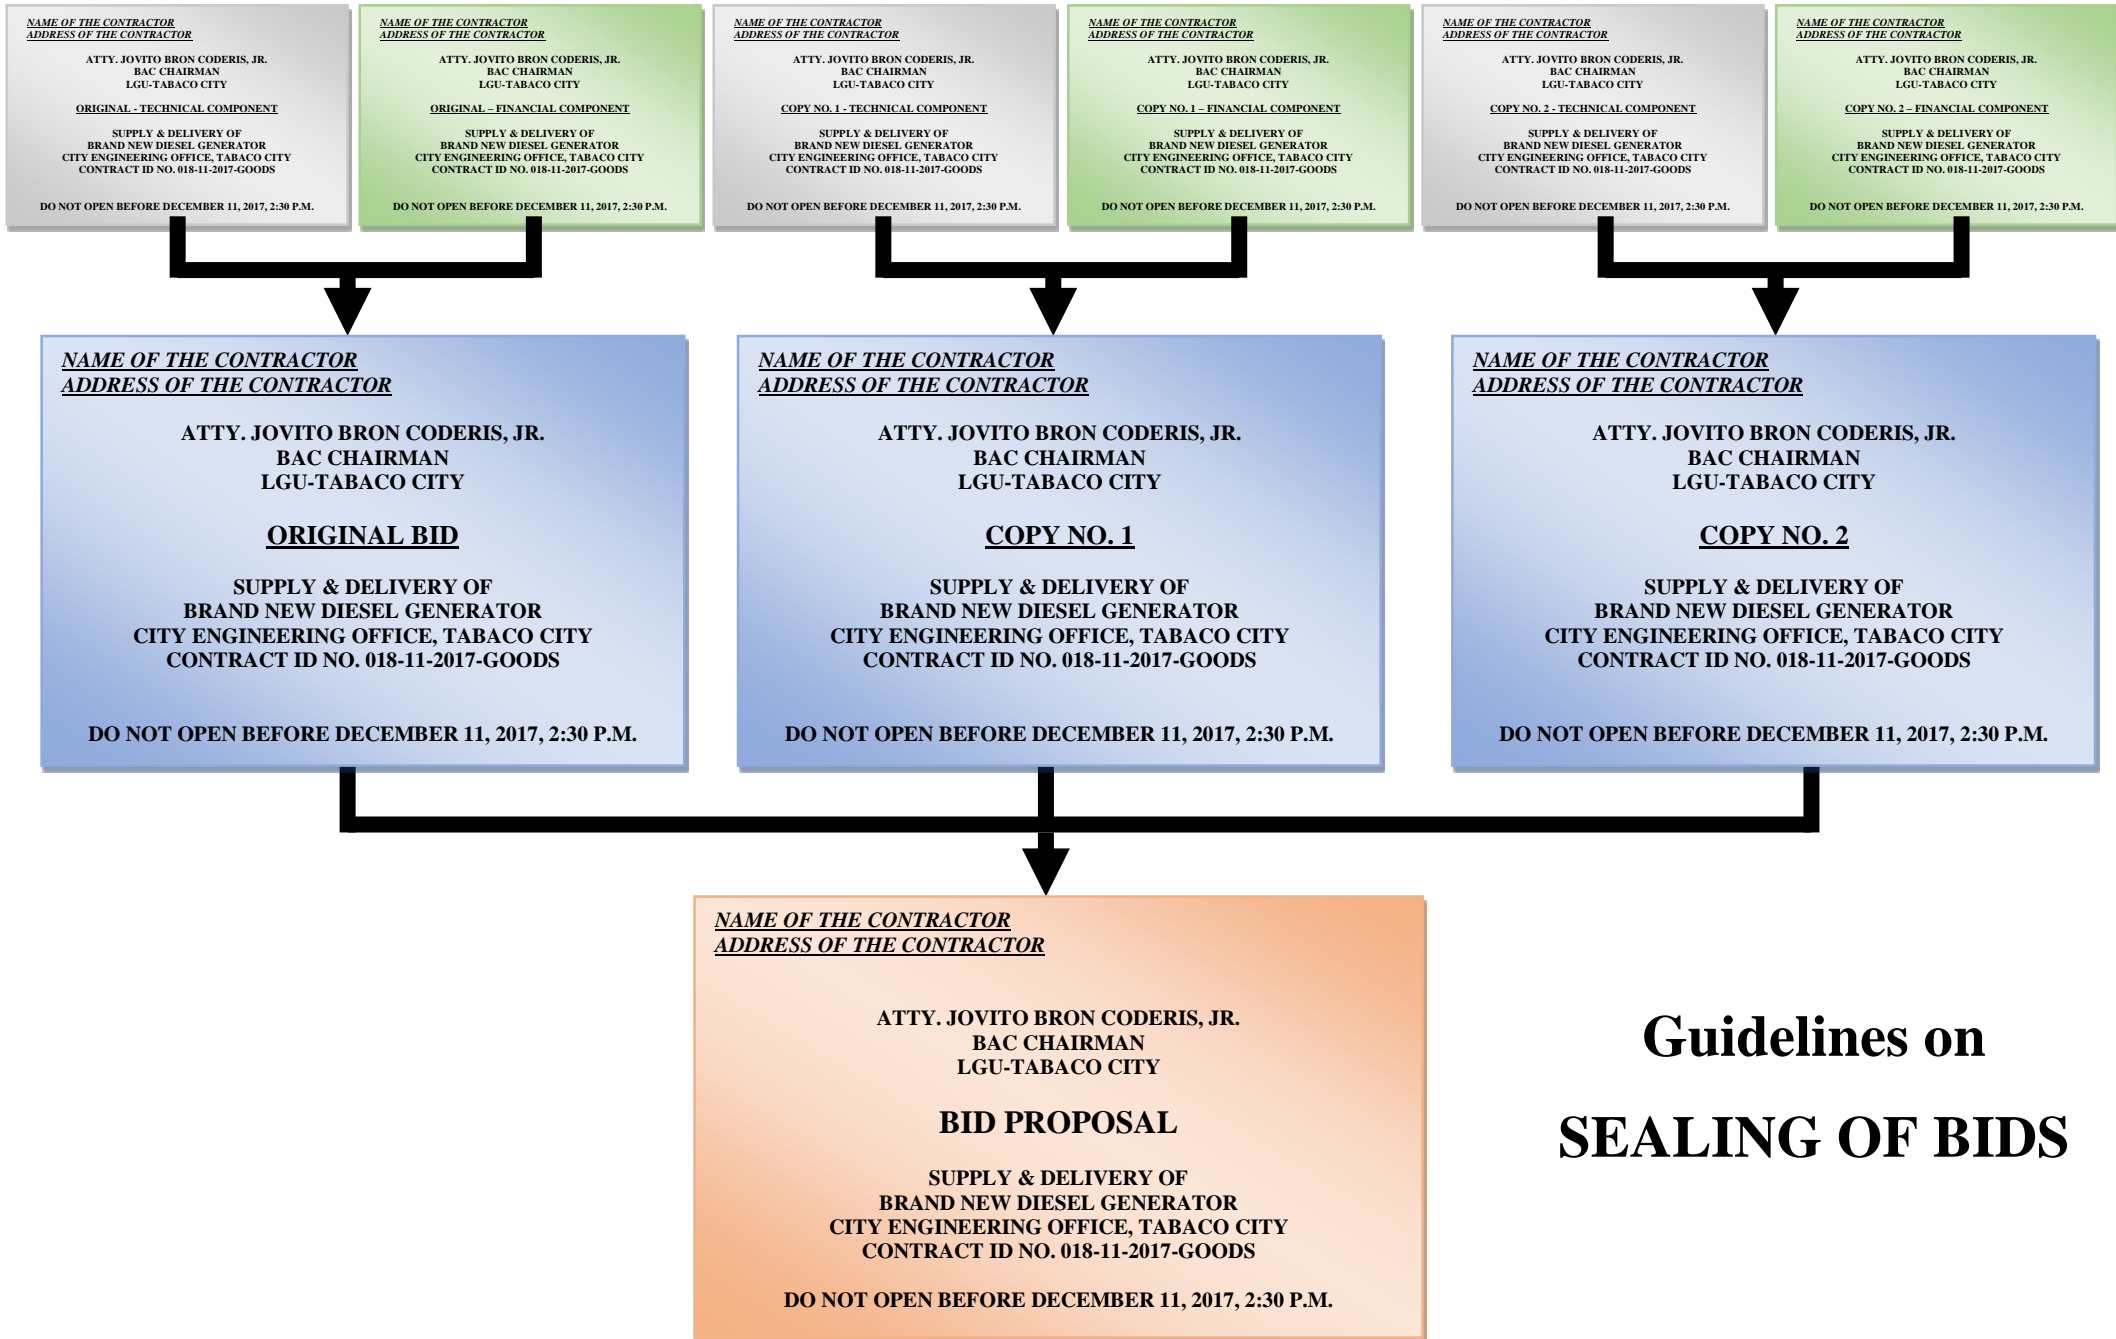 NAME OF THE CONTRACTOR
ADDRESS OF THE CONTRACTOR
ATTY. JOVITO BRON CODERIS, JR.
BAC CHAIRMAN
LGU-TABACO CITY
ORIGINAL - TECHNICAL COMPONENT
SUPPLY & DELIVERY OF
BRAND NEW DIESEL GENERATOR
CITY ENGINEERING OFFICE, TABACO CITY
CONTRACT ID NO. 018-11-2017-GOODS
DO NOT OPEN BEFORE DECEMBER 11, 2017, 2:30 P.M.
NAME OF THE CONTRACTOR
ADDRESS OF THE CONTRACTOR
ATTY. JOVITO BRON CODERIS, JR.
BAC CHAIRMAN
LGU-TABACO CITY
ORIGINAL – FINANCIAL COMPONENT
SUPPLY & DELIVERY OF
BRAND NEW DIESEL GENERATOR
CITY ENGINEERING OFFICE, TABACO CITY
CONTRACT ID NO. 018-11-2017-GOODS
DO NOT OPEN BEFORE DECEMBER 11, 2017, 2:30 P.M.
NAME OF THE CONTRACTOR
ADDRESS OF THE CONTRACTOR
ATTY. JOVITO BRON CODERIS, JR.
BAC CHAIRMAN
LGU-TABACO CITY
COPY NO. 1 - TECHNICAL COMPONENT
SUPPLY & DELIVERY OF
BRAND NEW DIESEL GENERATOR
CITY ENGINEERING OFFICE, TABACO CITY
CONTRACT ID NO. 018-11-2017-GOODS
DO NOT OPEN BEFORE DECEMBER 11, 2017, 2:30 P.M.
NAME OF THE CONTRACTOR
ADDRESS OF THE CONTRACTOR
ATTY. JOVITO BRON CODERIS, JR.
BAC CHAIRMAN
LGU-TABACO CITY
COPY NO. 1 – FINANCIAL COMPONENT
SUPPLY & DELIVERY OF
BRAND NEW DIESEL GENERATOR
CITY ENGINEERING OFFICE, TABACO CITY
CONTRACT ID NO. 018-11-2017-GOODS
DO NOT OPEN BEFORE DECEMBER 11, 2017, 2:30 P.M.
NAME OF THE CONTRACTOR
ADDRESS OF THE CONTRACTOR
ATTY. JOVITO BRON CODERIS, JR.
BAC CHAIRMAN
LGU-TABACO CITY
COPY NO. 2 - TECHNICAL COMPONENT
SUPPLY & DELIVERY OF
BRAND NEW DIESEL GENERATOR
CITY ENGINEERING OFFICE, TABACO CITY
CONTRACT ID NO. 018-11-2017-GOODS
DO NOT OPEN BEFORE DECEMBER 11, 2017, 2:30 P.M.
NAME OF THE CONTRACTOR
ADDRESS OF THE CONTRACTOR
ATTY. JOVITO BRON CODERIS, JR.
BAC CHAIRMAN
LGU-TABACO CITY
COPY NO. 2 – FINANCIAL COMPONENT
SUPPLY & DELIVERY OF
BRAND NEW DIESEL GENERATOR
CITY ENGINEERING OFFICE, TABACO CITY
CONTRACT ID NO. 018-11-2017-GOODS
DO NOT OPEN BEFORE DECEMBER 11, 2017, 2:30 P.M.
NAME OF THE CONTRACTOR
ADDRESS OF THE CONTRACTOR
ATTY. JOVITO BRON CODERIS, JR.
BAC CHAIRMAN
LGU-TABACO CITY
ORIGINAL BID
SUPPLY & DELIVERY OF
BRAND NEW DIESEL GENERATOR
CITY ENGINEERING OFFICE, TABACO CITY
CONTRACT ID NO. 018-11-2017-GOODS
DO NOT OPEN BEFORE DECEMBER 11, 2017, 2:30 P.M.
NAME OF THE CONTRACTOR
ADDRESS OF THE CONTRACTOR
ATTY. JOVITO BRON CODERIS, JR.
BAC CHAIRMAN
LGU-TABACO CITY
COPY NO. 1
SUPPLY & DELIVERY OF
BRAND NEW DIESEL GENERATOR
CITY ENGINEERING OFFICE, TABACO CITY
CONTRACT ID NO. 018-11-2017-GOODS
DO NOT OPEN BEFORE DECEMBER 11, 2017, 2:30 P.M.
NAME OF THE CONTRACTOR
ADDRESS OF THE CONTRACTOR
ATTY. JOVITO BRON CODERIS, JR.
BAC CHAIRMAN
LGU-TABACO CITY
COPY NO. 2
SUPPLY & DELIVERY OF
BRAND NEW DIESEL GENERATOR
CITY ENGINEERING OFFICE, TABACO CITY
CONTRACT ID NO. 018-11-2017-GOODS
DO NOT OPEN BEFORE DECEMBER 11, 2017, 2:30 P.M.
NAME OF THE CONTRACTOR
ADDRESS OF THE CONTRACTOR
ATTY. JOVITO BRON CODERIS, JR.
BAC CHAIRMAN
LGU-TABACO CITY
BID PROPOSAL
SUPPLY & DELIVERY OF
BRAND NEW DIESEL GENERATOR
CITY ENGINEERING OFFICE, TABACO CITY
CONTRACT ID NO. 018-11-2017-GOODS
DO NOT OPEN BEFORE DECEMBER 11, 2017, 2:30 P.M.
Guidelines on
SEALING OF BIDS